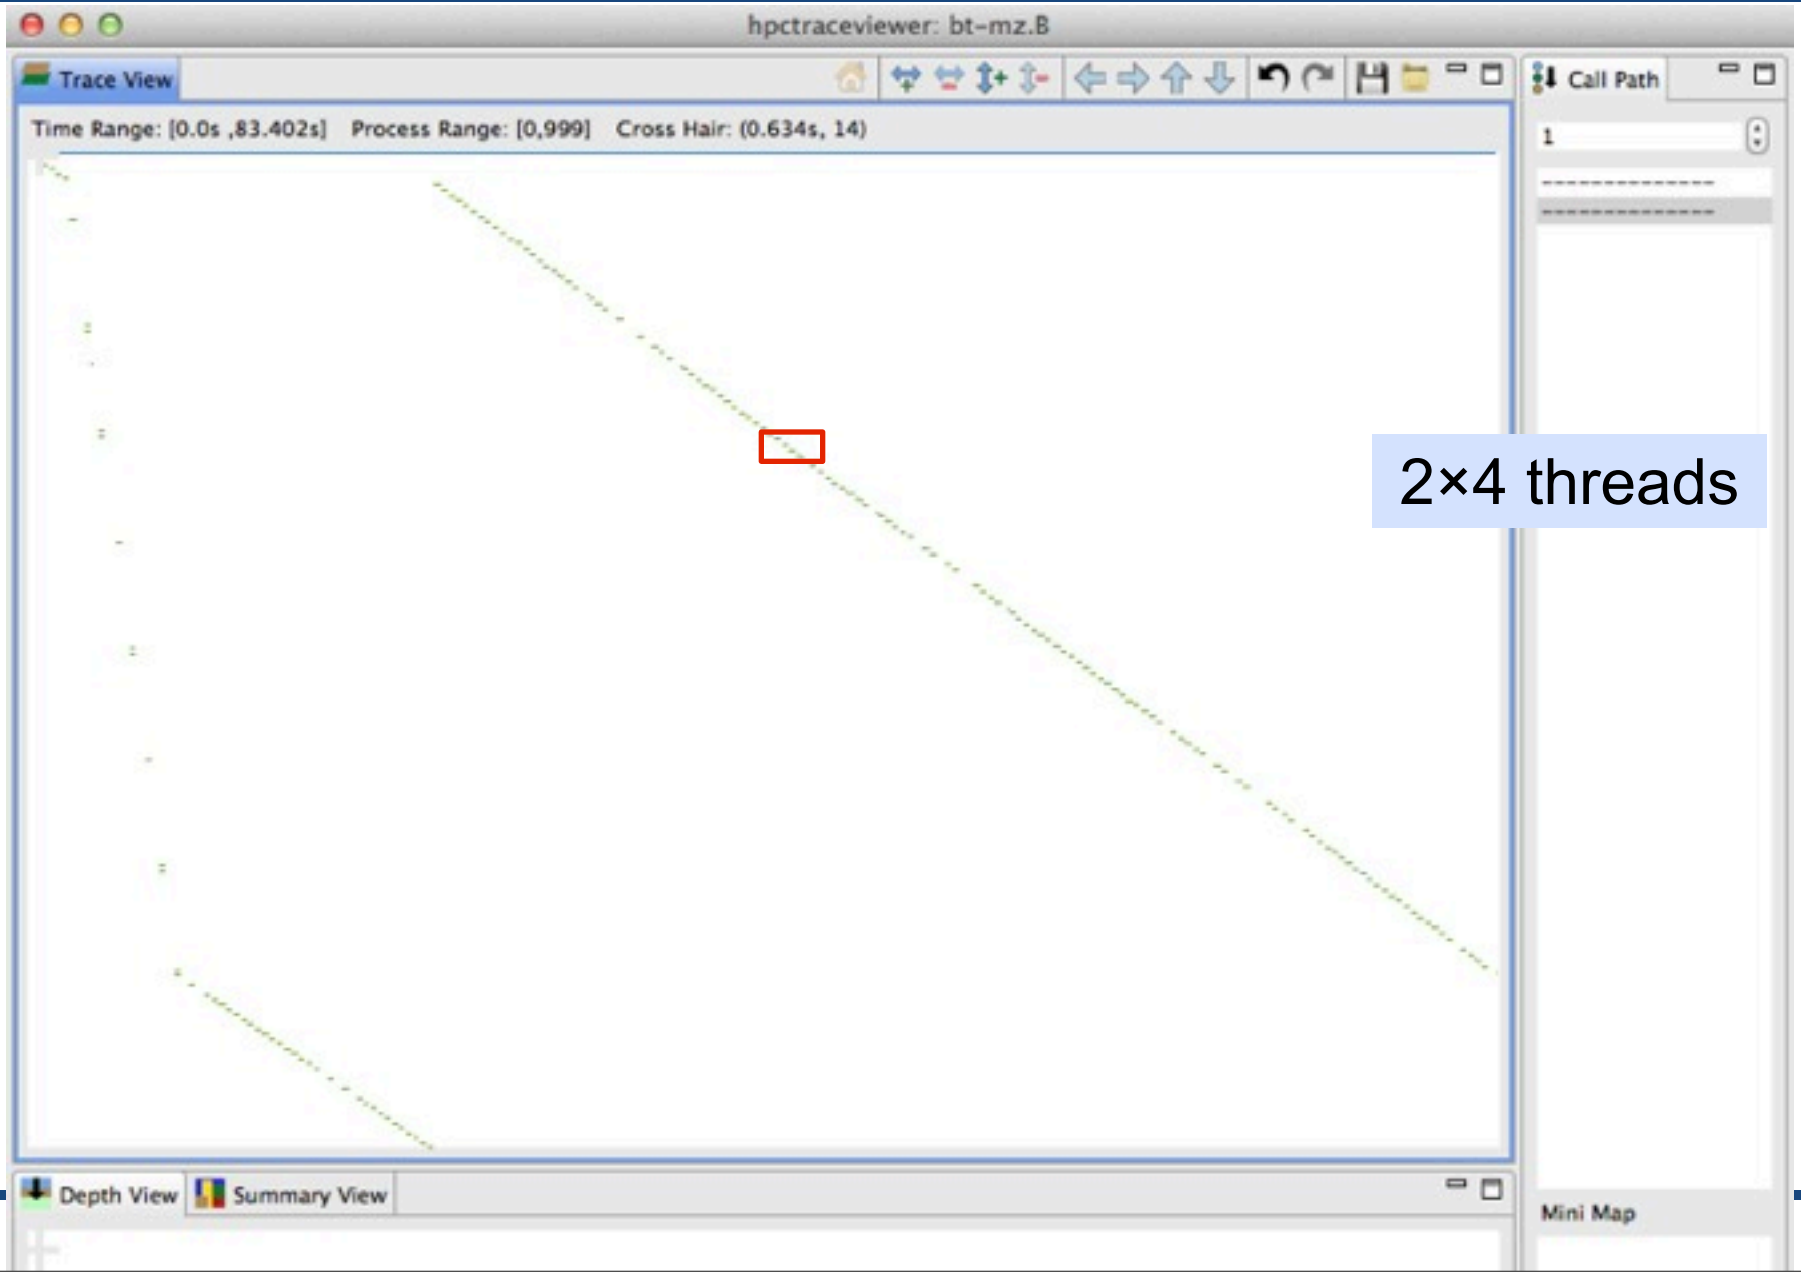 hpctraceviewer: bt-mz.B
Trace View
Call Path
Time Range: [0.0s ,83.402s] Process Range: [0,999] Cross Hair: (0.634s, 14)
1
--------------
--------------
2×4 threads
Depth View
Summary View
Mini Map